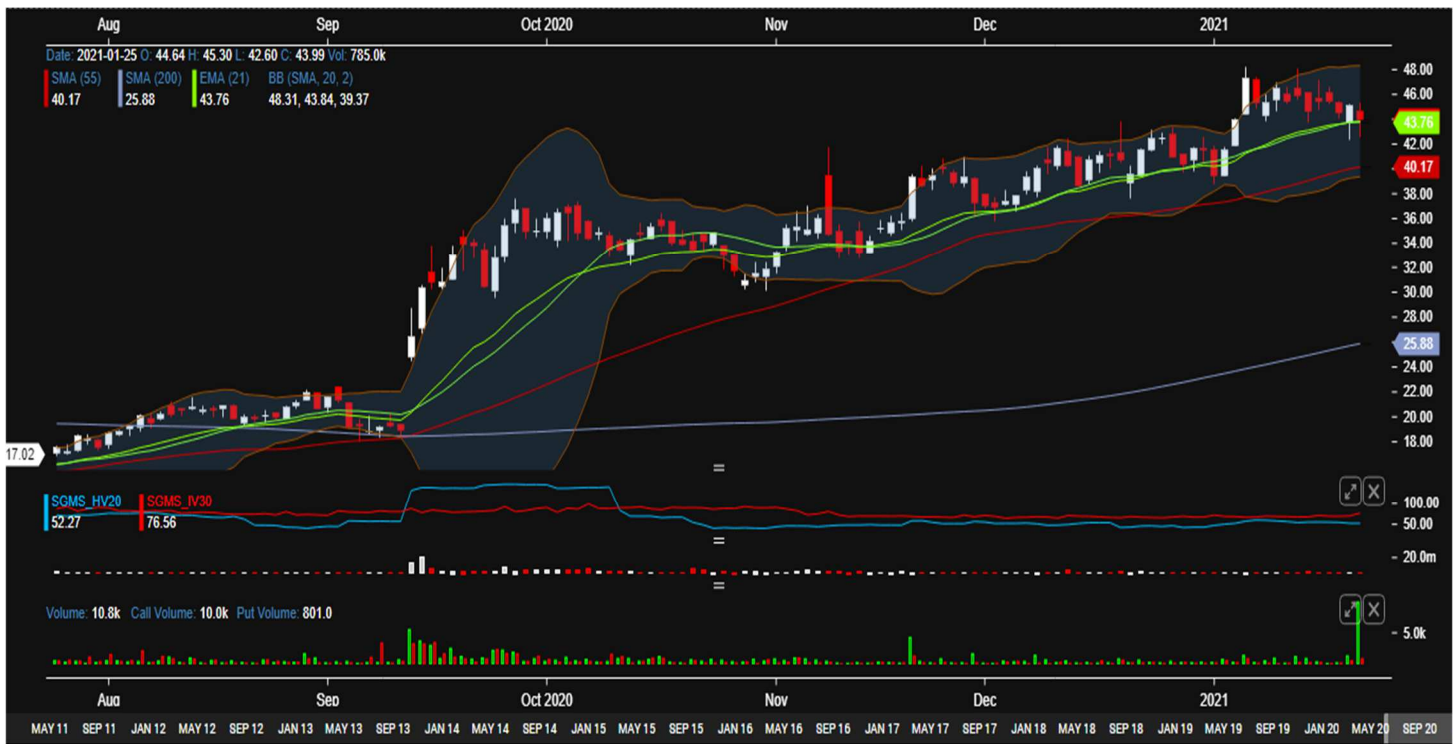 Aug Sep Oct 2020 Nov Dec 2021
Date: 2021-01-25 O: 44.64 H: 45.30 L: 42.60 C: 43.99 Vol: 785.0k
SMA (55) SMA (200) EMA (21) BB (SMA, 20, 2)
40.17 25.88 43.76 48.31, 43.84, 39.37
48.00
46.00
43.76
42.00
40.17
38.00
36.00
34.00
32.00
30.00
28.00
25.88
24.00
22.00
20.00
18.00
17.02
SGMS_HV20 SGMS_IV30
52.27 76.56
100.00
50.00
20.0m
Volume: 10.8k Call Volume: 10.0k Put Volume: 801.0
5.0k
Aug Sep Oct 2020 Nov Dec 2021
MAY 11 SEP 11 JAN 12 MAY 12 SEP 12 JAN 13 MAY 13 SEP 13 JAN 14 MAY 14 SEP 14 JAN 15 MAY 15 SEP 15 JAN 16 MAY 16 SEP 16 JAN 17 MAY 17 SEP 17 JAN 18 MAY 18 SEP 18 JAN 19 MAY 19 SEP 19 JAN 20 MAY 20 SEP 20